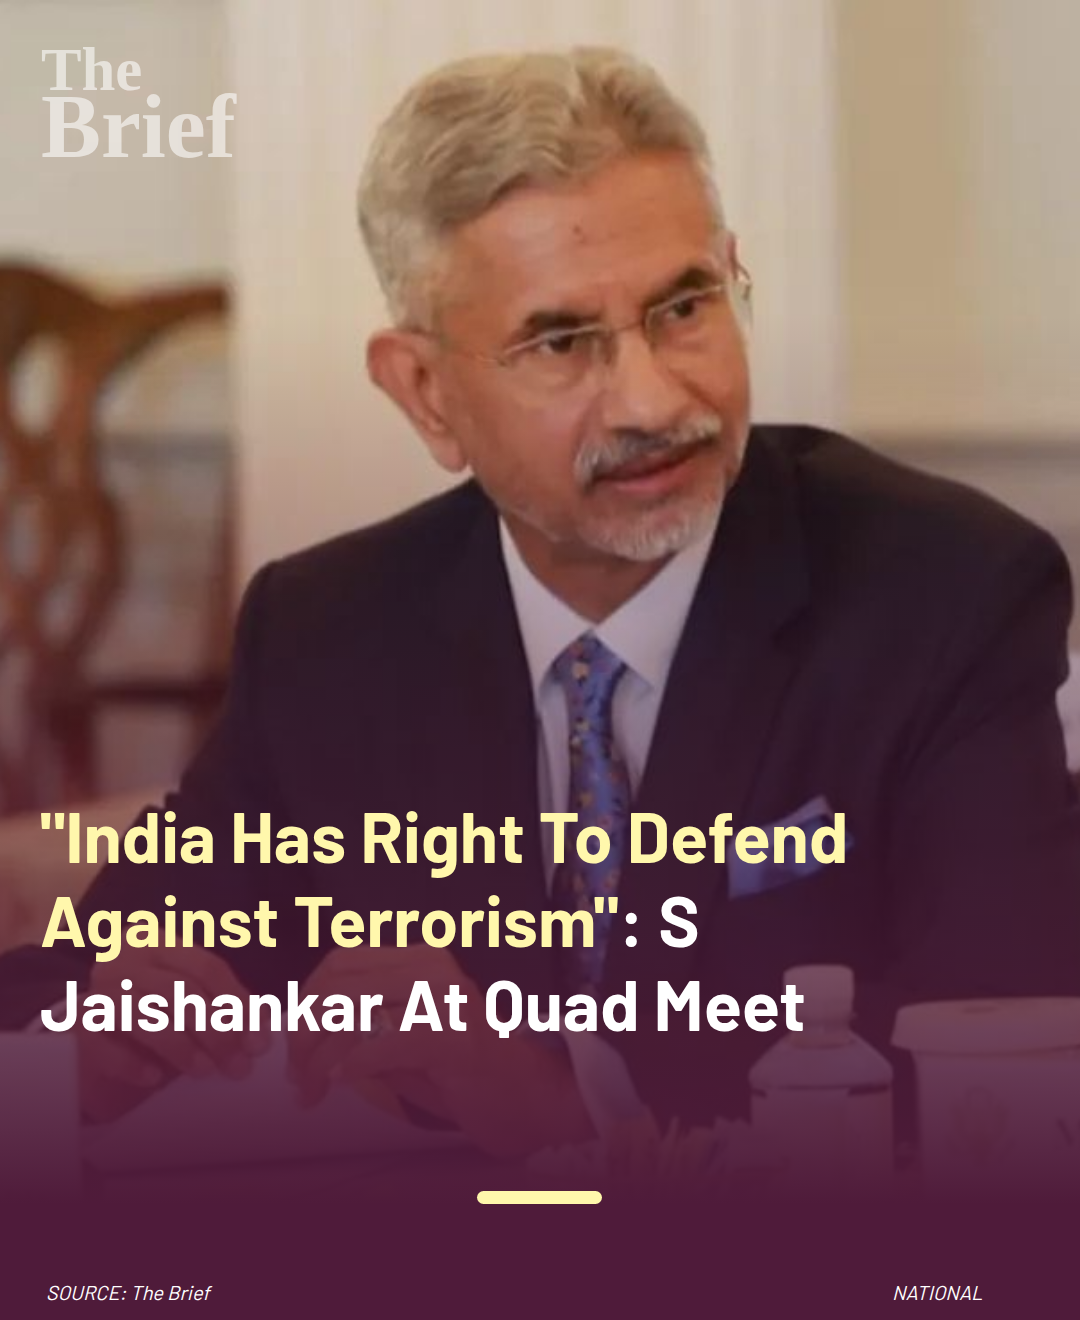 The
Brief
"India Has Right To Defend
Against Terrorism": S
Jaishankar At Quad Meet
SOURCE: The Brief
NATIONAL